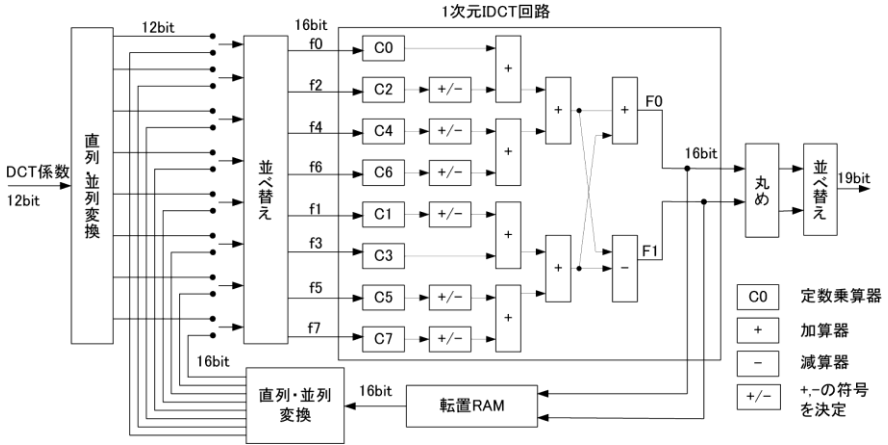 1次元IDCT回路
12bit
16bit
f0
f2
f4
f6
f1
f3
f5
f7
DCT係数
12bit
直列・並列変換
並べ替え
C0
C2
+/−
C4
+/−
C6
+/−
C1
+/−
C3
C5
+/−
C7
+/−
+
+
+
+
+
+
+
−
F0
F1
16bit
丸め
並べ替え
19bit
16bit
直列・並列
変換
16bit
転置RAM
C0 定数乗算器
+ 加算器
− 減算器
+/− +,−の符号
を決定